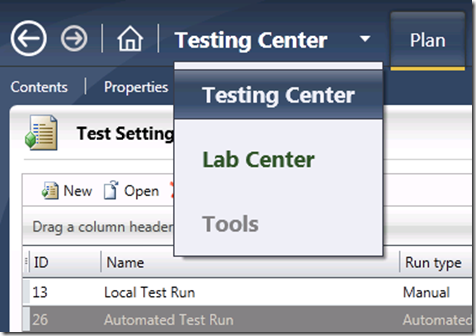 Testing Center
Plan
Contents
Properties
Testing Center
Test Setting
Lab Center
New
Open
Tools
Drag a column header
ID
Name
Run type
13
Local Test Run
Manual
26
Automated Test Run
Automated